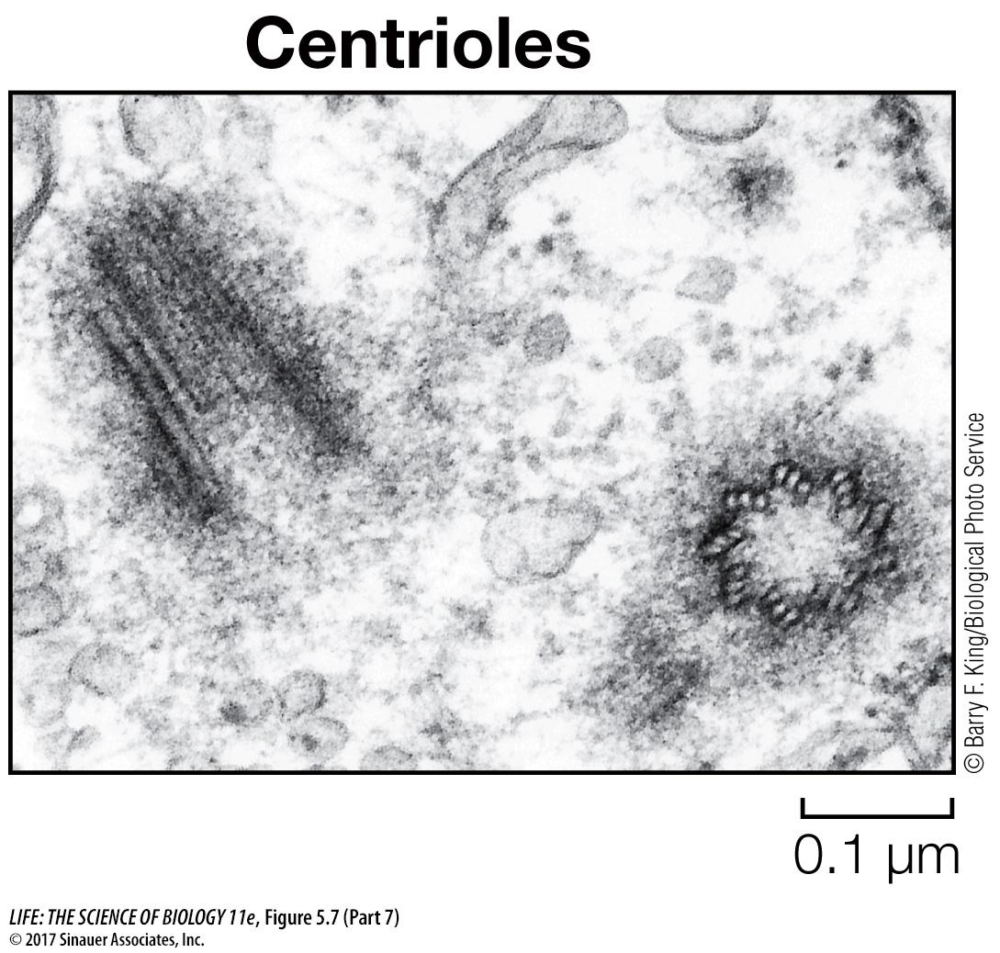 Centrioles
© Barry F. King/Biological Photo Service
0.1 µm
LIFE: THE SCIENCE OF BIOLOGY 11e, Figure 5.7 (Part 7)
© 2017 Sinauer Associates, Inc.